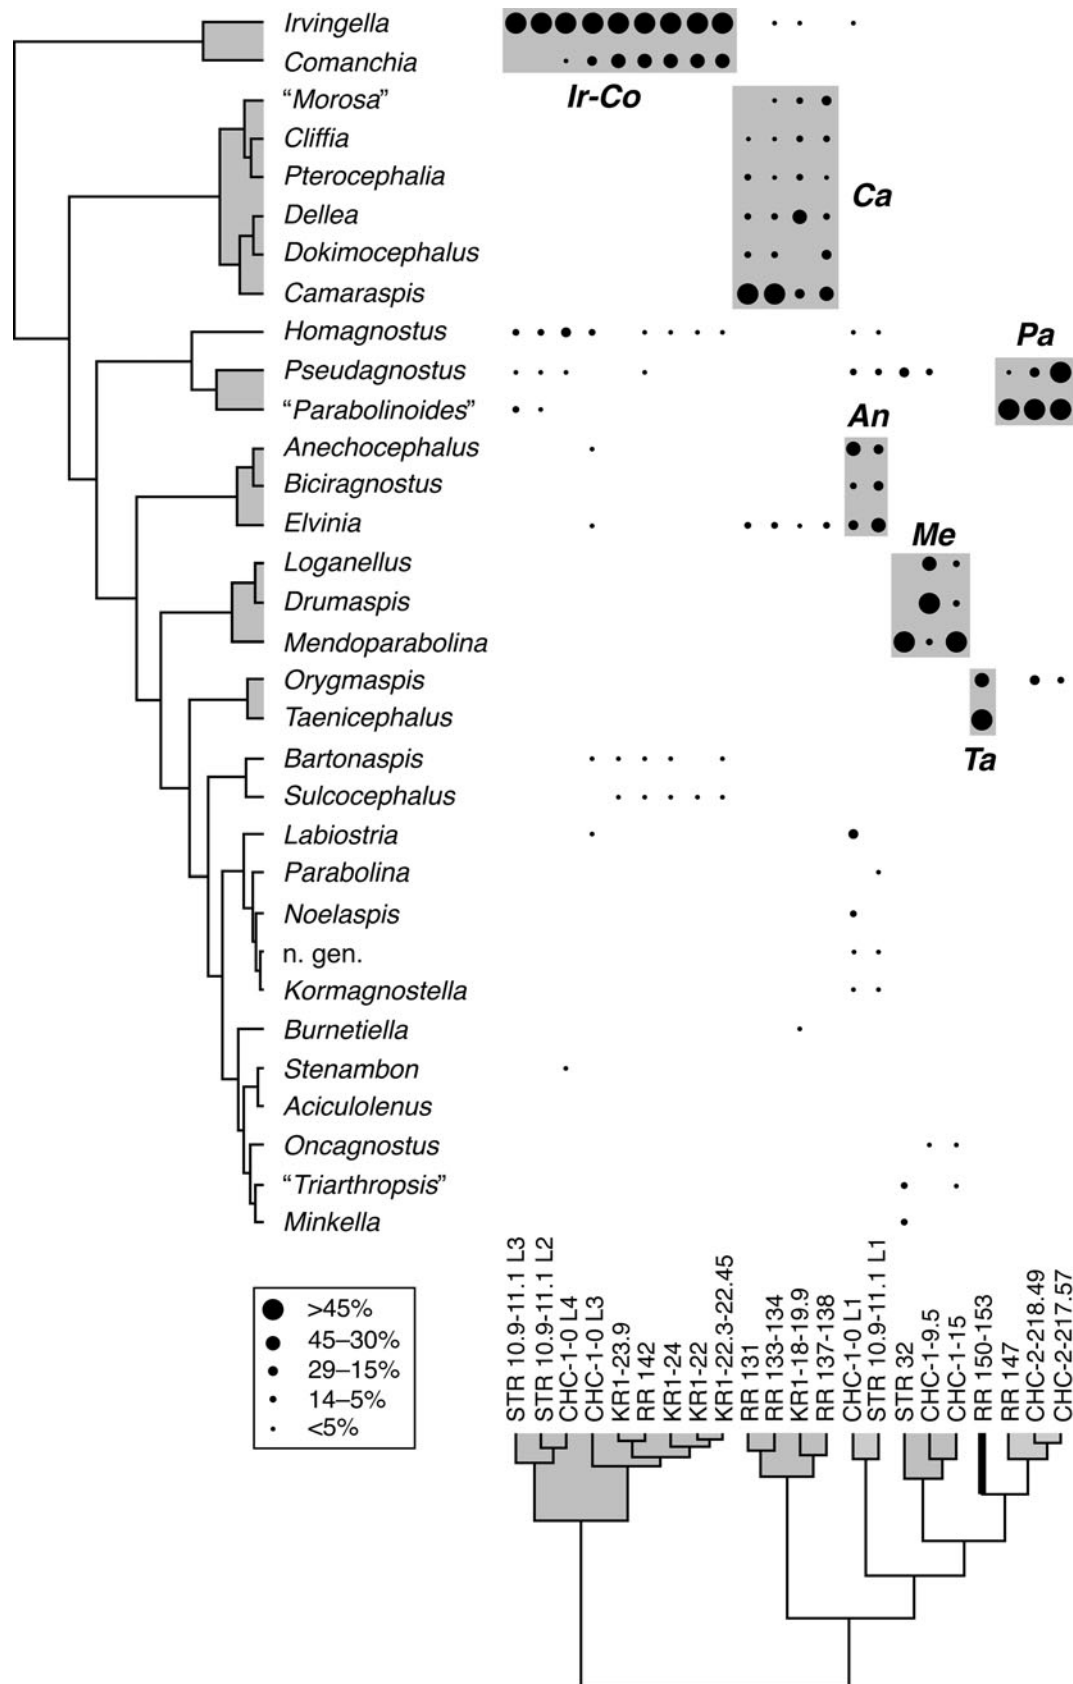 Irvingella
Comanchia
Ir-Co
“Morosa”
Cliffia
Pterocephalia
Ca
Dellea
Dokimocephalus
Camaraspis
Homagnostus
Pa
Pseudagnostus
“Parabolinoides”
An
Anechocephalus
Biciragnostus
Elvinia
Me
Loganellus
Drumaspis
Mendoparabolina
Orygmaspis
Taenicephalus
Ta
Bartonaspis
Sulcocephalus
Labiostria
Parabolina
Noelaspis
n. gen.
Kormagnostella
Burnetiella
Stenambon
Aciculolenus
Oncagnostus
“Triarthropsis”
Minkella
>45%
45–30%
29–15%
14–5%
<5%
STR 10.9-11.1 L3
STR 10.9-11.1 L2
CHC-1-0 L4
CHC-1-0 L3
KR1-23.9
RR 142
KR1-24
KR1-22
KR1-22.3-22.45
RR 131
RR 133-134
KR1-18-19.9
RR 137-138
CHC-1-0 L1
STR 10.9-11.1 L1
STR 32
CHC-1-9.5
CHC-1-15
RR 150-153
RR 147
CHC-2-218.49
CHC-2-217.57